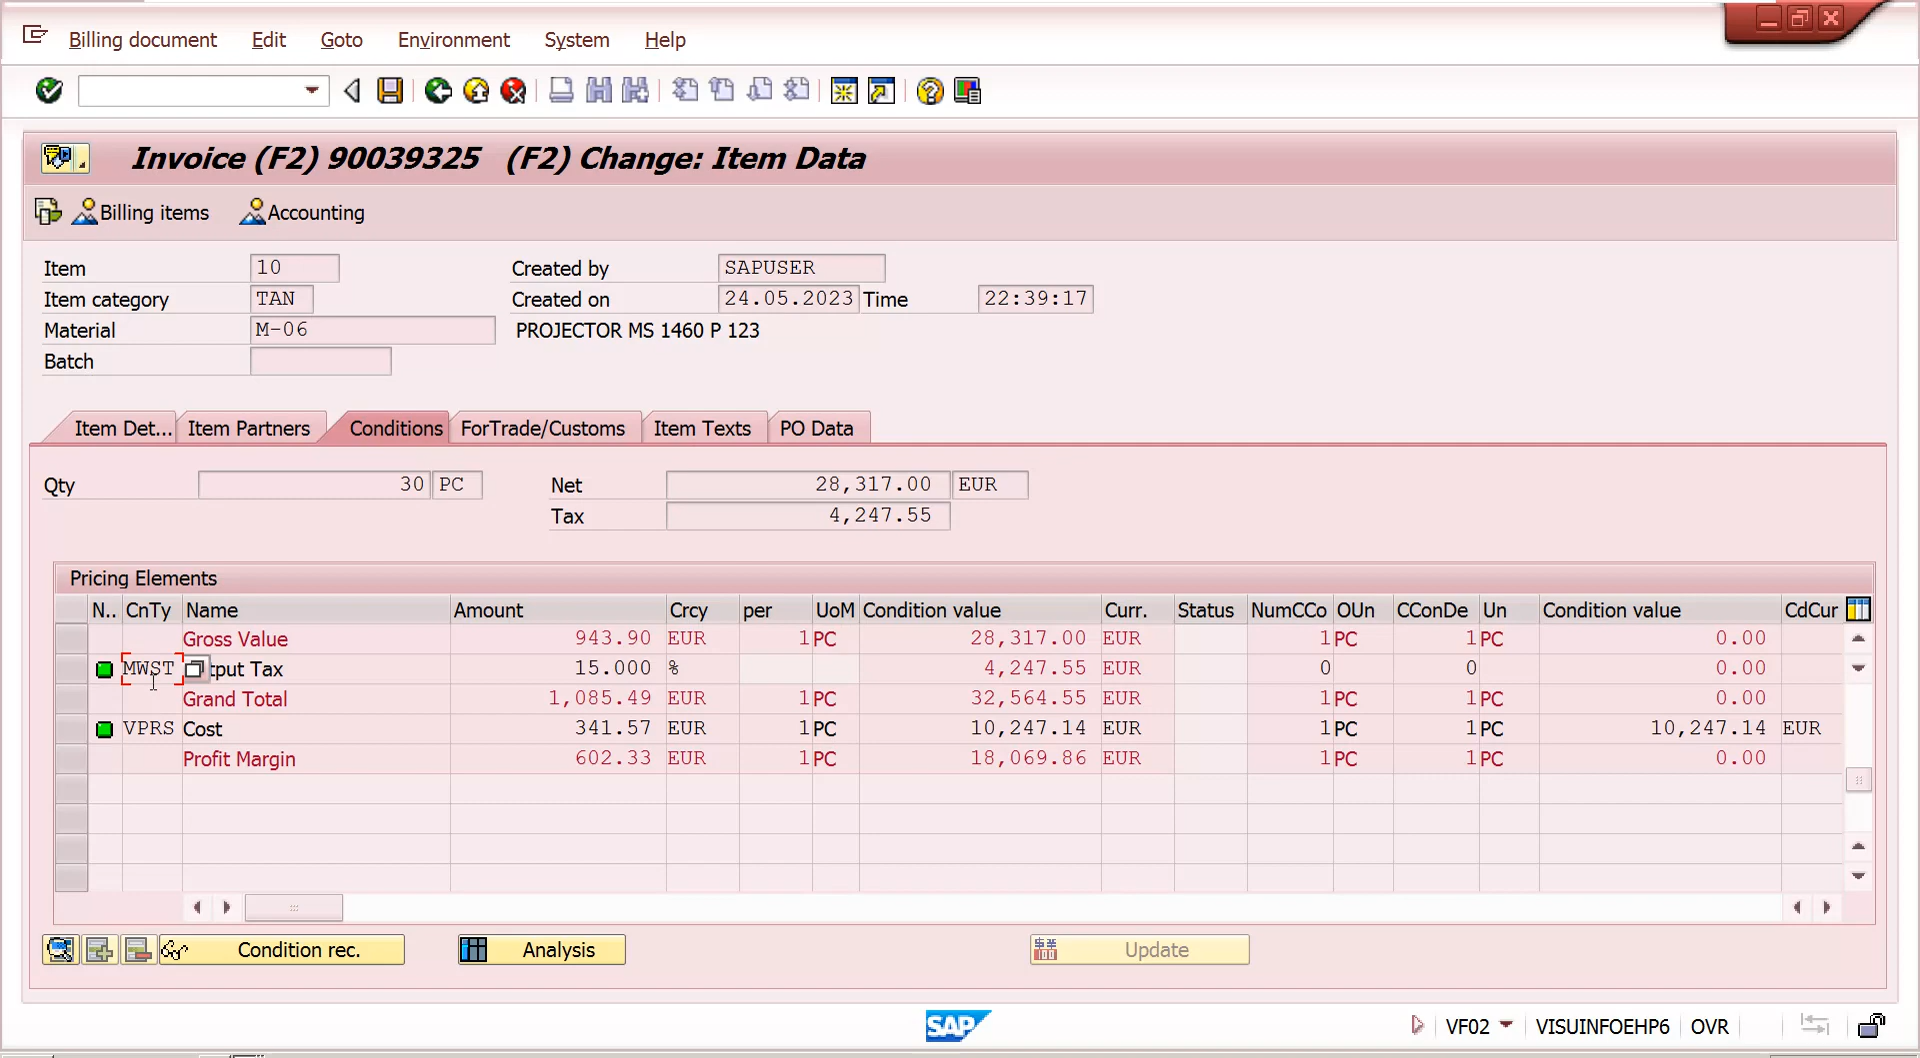 Billing document Edit Goto Environment System Help
Invoice (F2) 90039325 (F2) Change: Item Data
Billing items Accounting
Item 10 Created by SAPUSER
Item category TAN Created on 24.05.2023 Time 22:39:17
Material M-06 PROJECTOR MS 1460 P 123
Batch
Item Det... Item Partners Conditions ForTrade/Customs Item Texts PO Data
Qty 30 PC Net 28,317.00 EUR
Tax 4,247.55
Pricing Elements
N.. CnTy Name Amount Crcy per UoM Condition value Curr. Status NumCCo OUn CConDe Un Condition value CdCur
Gross Value 943.90 EUR 1 PC 28,317.00 EUR 1 PC 1 PC 0.00
MWST tput Tax 15.000 % 4,247.55 EUR 0 0 0.00
Grand Total 1,085.49 EUR 1 PC 32,564.55 EUR 1 PC 1 PC 0.00
VPRS Cost 341.57 EUR 1 PC 10,247.14 EUR 1 PC 1 PC 10,247.14 EUR
Profit Margin 602.33 EUR 1 PC 18,069.86 EUR 1 PC 1 PC 0.00
Condition rec. Analysis Update
SAP VF02 VISUINFOEHP6 OVR